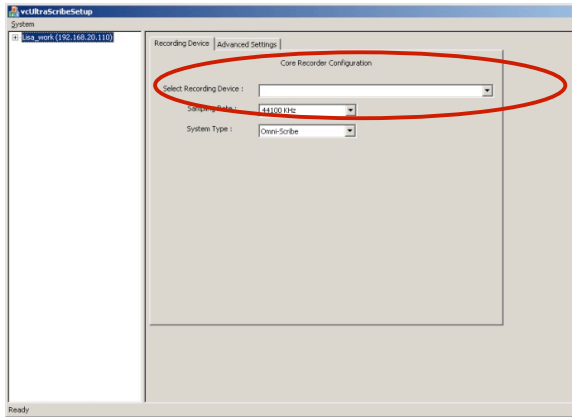 vcUltraScribeSetup
System
Lisa_work (192.168.20.110)
Recording Device Advanced Settings
Core Recorder Configuration
Select Recording Device :
Sampling Rate : 44100 KHz
System Type : Omni-Scribe
Ready